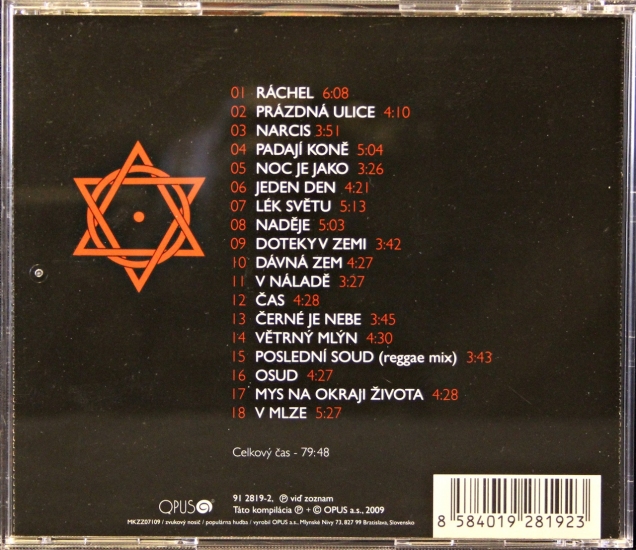 01 RÁCHEL 6:08
02 PRÁZDNÁ ULICE 4:10
03 NARCIS 3:51
04 PADAJÍ KONĚ 5:04
05 NOC JE JAKO 3:26
06 JEDEN DEN 4:21
07 LÉK SVĚTU 5:13
08 NADĚJE 5:03
09 DOTEKY V ZEMI 3:42
10 DÁVNÁ ZEM 4:27
11 V NÁLADĚ 3:27
12 ČAS 4:28
13 ČERNÉ JE NEBE 3:45
14 VĚTRNÝ MLÝN 4:30
15 POSLEDNÍ SOUD (reggae mix) 3:43
16 OSUD 4:27
17 MYS NA OKRAJI ŽIVOTA 4:28
18 V MLZE 5:27
Celkový čas - 79:48
OPUS
91 2819-2, ℗ viď zoznam
Táto kompilácia ℗ + © OPUS a.s., 2009
MKZZ07109 / zvukový nosič / populárna hudba / vyrobil OPUS a.s., Mlynské Nivy 73, 827 99 Bratislava, Slovensko
8 584019 281923